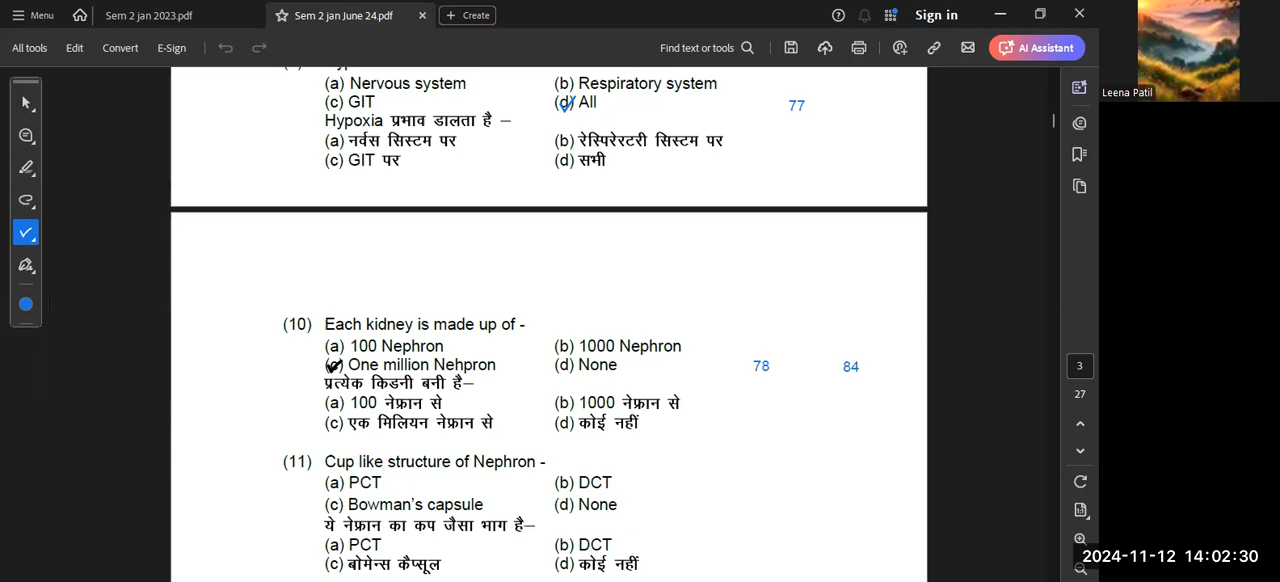 Menu Sem 2 jan 2023.pdf Sem 2 jan June 24.pdf Create Sign in
All tools Edit Convert E-Sign Find text or tools AI Assistant
Leena Patil
(a) Nervous system (b) Respiratory system
(c) GIT (d) All 77
Hypoxia प्रभाव डालता है –
(a) नर्वस सिस्टम पर (b) रेस्पिरेरटरी सिस्टम पर
(c) GIT पर (d) सभी
(10) Each kidney is made up of -
(a) 100 Nephron (b) 1000 Nephron
(c) One million Nehpron (d) None 78 84
प्रत्येक किडनी बनी है–
(a) 100 नेफ्रान से (b) 1000 नेफ्रान से
(c) एक मिलियन नेफ्रान से (d) कोई नहीं
(11) Cup like structure of Nephron -
(a) PCT (b) DCT
(c) Bowman's capsule (d) None
ये नेफ्रान का कप जैसा भाग है–
(a) PCT (b) DCT
(c) बोमेन्स कैप्सूल (d) कोई नहीं
3
27
2024-11-12 14:02:30